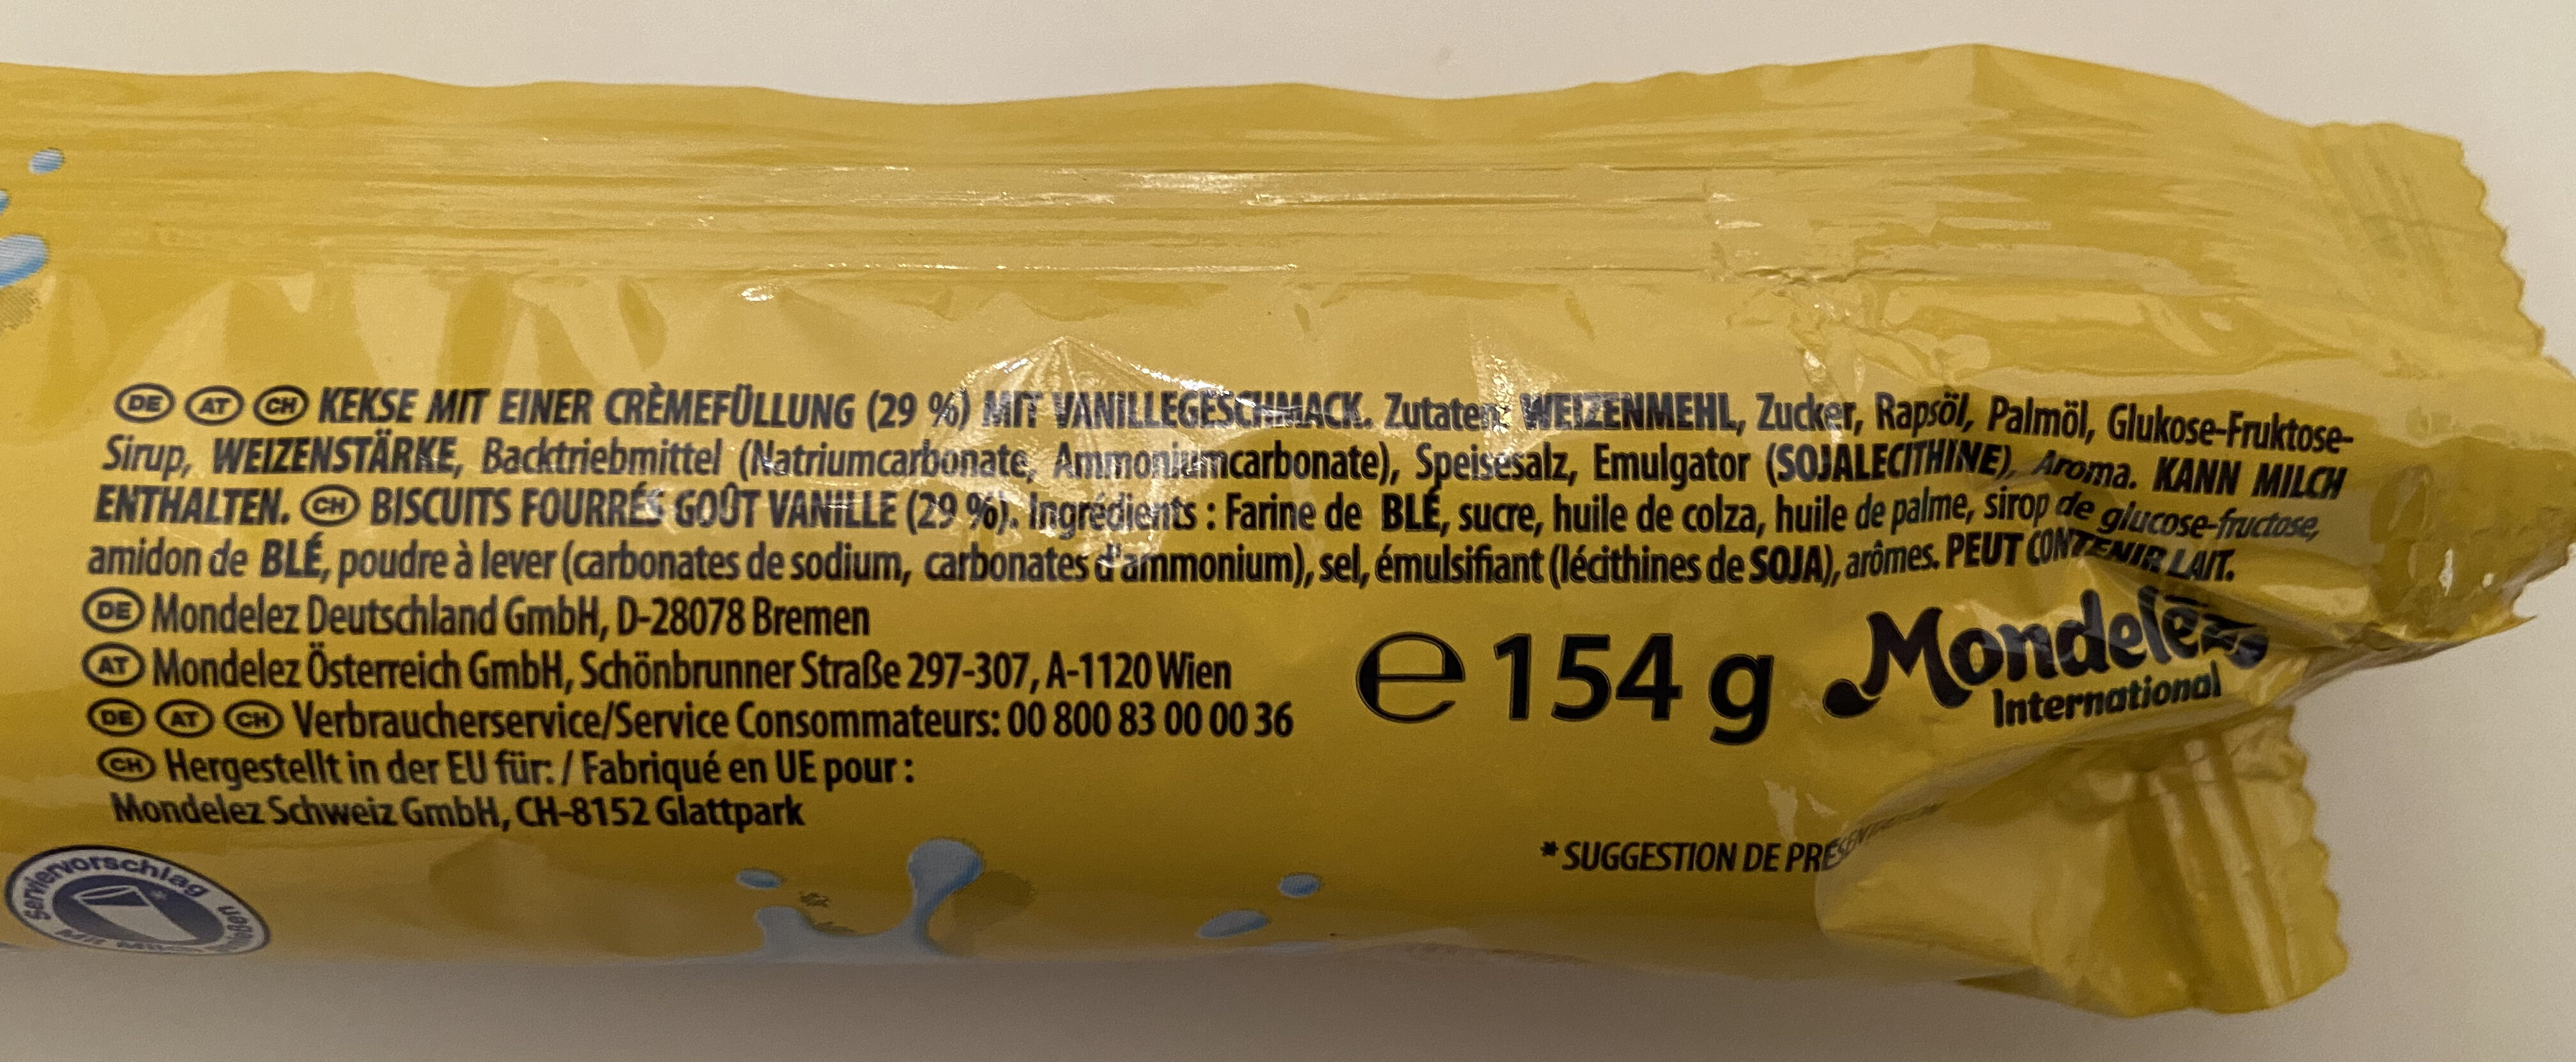 DE AT CH KEKSE MIT EINER CRÈMEFÜLLUNG (29 %) MIT VANILLEGESCHMACK. Zutaten: WEIZENMEHL, Zucker, Rapsöl, Palmöl, Glukose-Fruktose-
Sirup, WEIZENSTÄRKE, Backtriebmittel (Natriumcarbonate, Ammoniumcarbonate), Speisesalz, Emulgator (SOJALECITHINE), Aroma. KANN MILCH
ENTHALTEN. CH BISCUITS FOURRÉS GOÛT VANILLE (29 %). Ingrédients : Farine de BLÉ, sucre, huile de colza, huile de palme, sirop de glucose-fructose,
amidon de BLÉ, poudre à lever (carbonates de sodium, carbonates d'ammonium), sel, émulsifiant (lécithines de SOJA), arômes. PEUT CONTENIR LAIT.
DE Mondelez Deutschland GmbH, D-28078 Bremen
AT Mondelez Österreich GmbH, Schönbrunner Straße 297-307, A-1120 Wien
DE AT CH Verbraucherservice/Service Consommateurs: 00 800 83 00 00 36
CH Hergestellt in der EU für: / Fabriqué en UE pour :
Mondelez Schweiz GmbH, CH-8152 Glattpark
e 154 g
Mondelēz
International
*SUGGESTION DE PRÉSENTATION
Serviervorschlag
Mit Milch